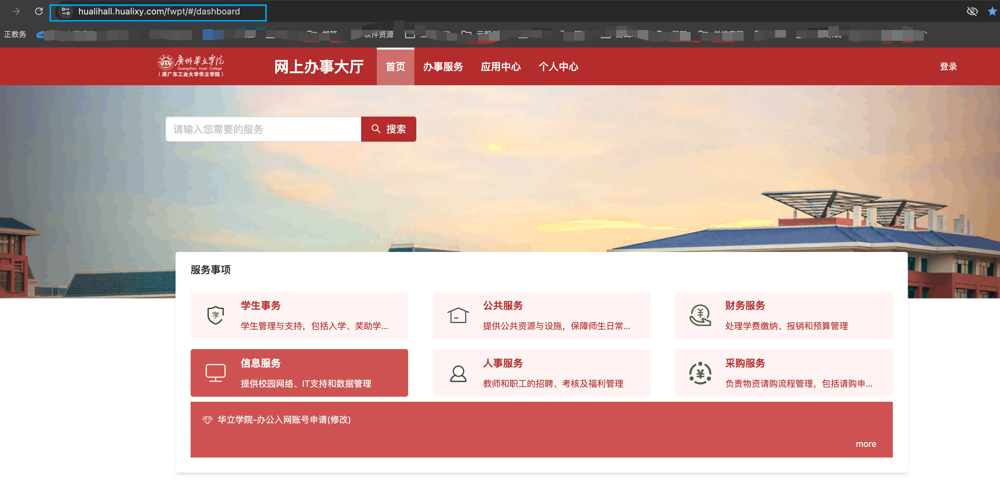 hualihall.hualixy.com/fwpt/#/dashboard
正教务
软件资源
廣州華立学院
Guangzhou Huali College
（原广东工业大学华立学院）
网上办事大厅
首页
办事服务
应用中心
个人中心
登录
请输入您需要的服务
搜索
服务事项
学
学生事务
学生管理与支持，包括入学、奖助学...
公共服务
提供公共资源与设施，保障师生日常...
¥
财务服务
处理学费缴纳、报销和预算管理
信息服务
提供校园网络、IT支持和数据管理
人事服务
教师和职工的招聘、考核及福利管理
¥
采购服务
负责物资请购流程管理，包括请购申...
华立学院-办公入网账号申请(修改)
more